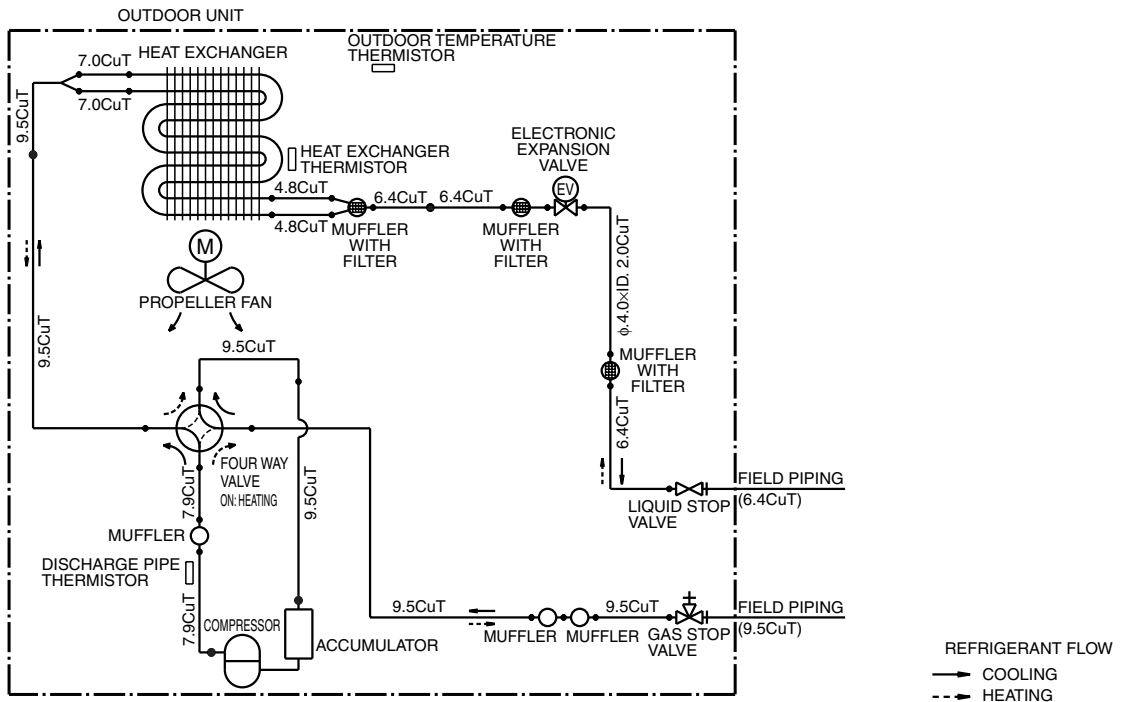 OUTDOOR UNIT
HEAT EXCHANGER
OUTDOOR TEMPERATURE
THERMISTOR
7.0CuT
7.0CuT
9.5CuT
HEAT EXCHANGER
THERMISTOR
ELECTRONIC
EXPANSION
VALVE
EV
4.8CuT
4.8CuT
6.4CuT
6.4CuT
MUFFLER
WITH
FILTER
MUFFLER
WITH
FILTER
M
PROPELLER FAN
ϕ4.0×ID. 2.0CuT
9.5CuT
9.5CuT
MUFFLER
WITH
FILTER
6.4CuT
FOUR WAY
VALVE
ON: HEATING
7.9CuT
9.5CuT
FIELD PIPING
(6.4CuT)
LIQUID STOP
VALVE
MUFFLER
DISCHARGE PIPE
THERMISTOR
7.9CuT
COMPRESSOR
ACCUMULATOR
9.5CuT
9.5CuT
MUFFLER
MUFFLER
GAS STOP
VALVE
FIELD PIPING
(9.5CuT)
REFRIGERANT FLOW
COOLING
HEATING